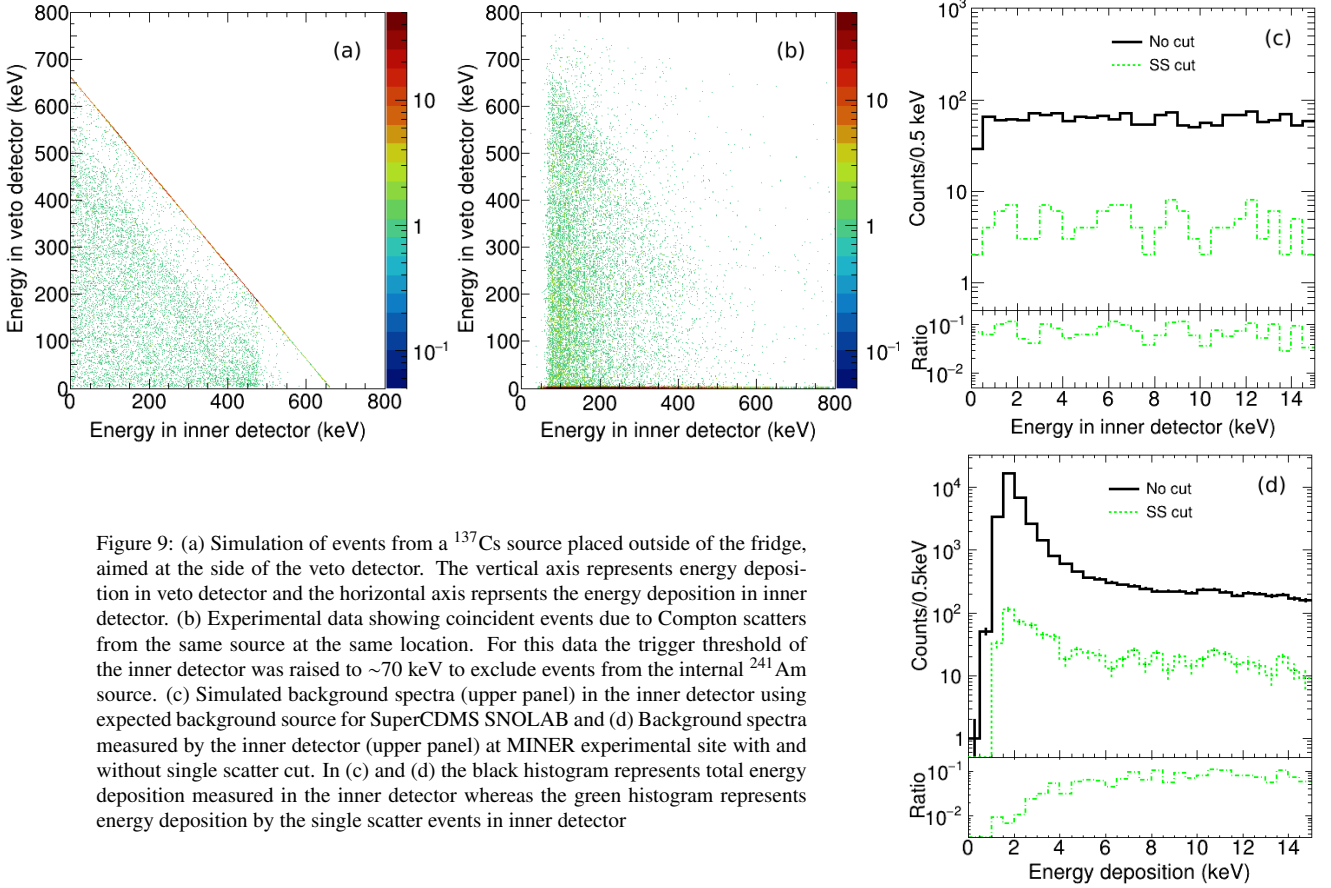 (a)
Energy in veto detector (keV)
800
700
600
500
400
300
200
100
0
0 200 400 600 800
Energy in inner detector (keV)
10
1
10⁻¹
(b)
Energy in veto detector (keV)
800
700
600
500
400
300
200
100
0
0 200 400 600 800
Energy in inner detector (keV)
10
1
10⁻¹
(c)
No cut
SS cut
Counts/0.5 keV
10³
10²
10
1
Ratio
10⁻¹
10⁻²
0 2 4 6 8 10 12 14
Energy in inner detector (keV)
(d)
No cut
SS cut
Counts/0.5keV
10⁴
10³
10²
10
1
Ratio
10⁻¹
10⁻²
0 2 4 6 8 10 12 14
Energy deposition (keV)
Figure 9: (a) Simulation of events from a ¹³⁷Cs source placed outside of the fridge,
aimed at the side of the veto detector. The vertical axis represents energy deposi-
tion in veto detector and the horizontal axis reprsents the energy deposition in inner
detector. (b) Experimental data showing coincident events due to Compton scatters
from the same source at the same location. For this data the trigger threshold of
the inner detector was raised to ~70 keV to exclude events from the internal ²⁴¹Am
source. (c) Simulated background spectra (upper panel) in the inner detector using
expected background source for SuperCDMS SNOLAB and (d) Background spectra
measured by the inner detector (upper panel) at MINER experimental site with and
without single scatter cut. In (c) and (d) the black histogram represents total energy
deposition measured in the inner detector whereas the green histogram represents
energy deposition by the single scatter events in inner detector